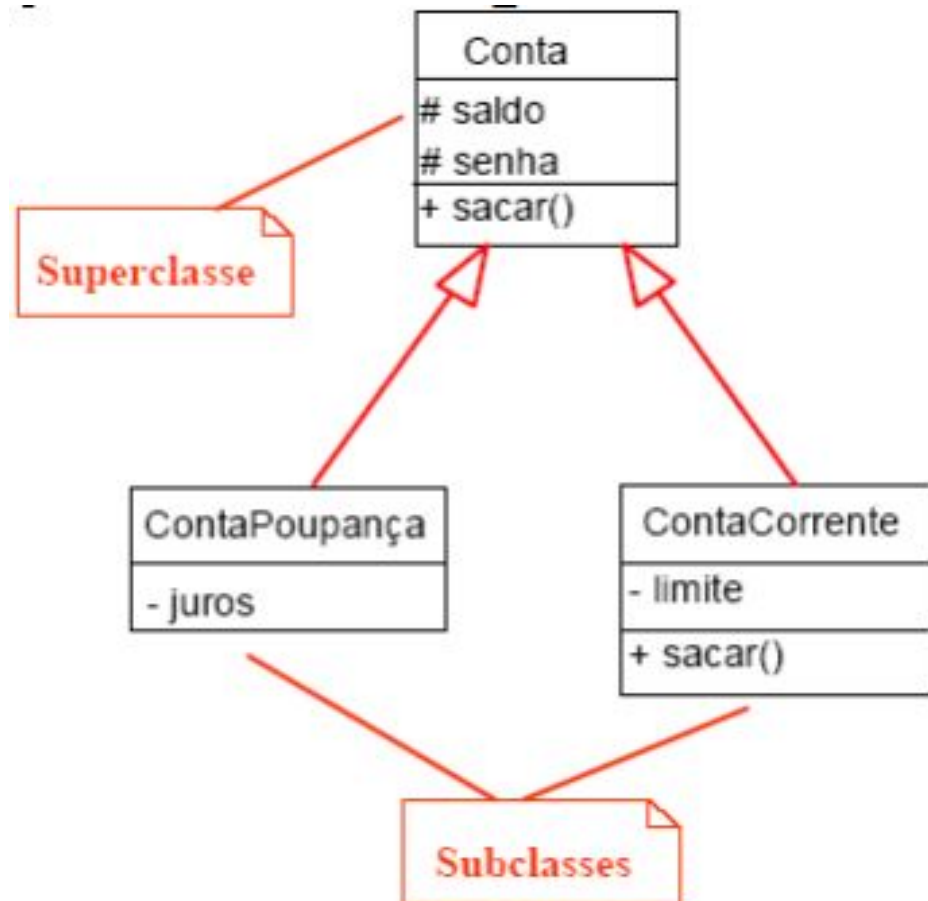 Conta
# saldo
# senha
+ sacar()
Superclasse
ContaPoupança
- juros
ContaCorrente
- limite
+ sacar()
Subclasses